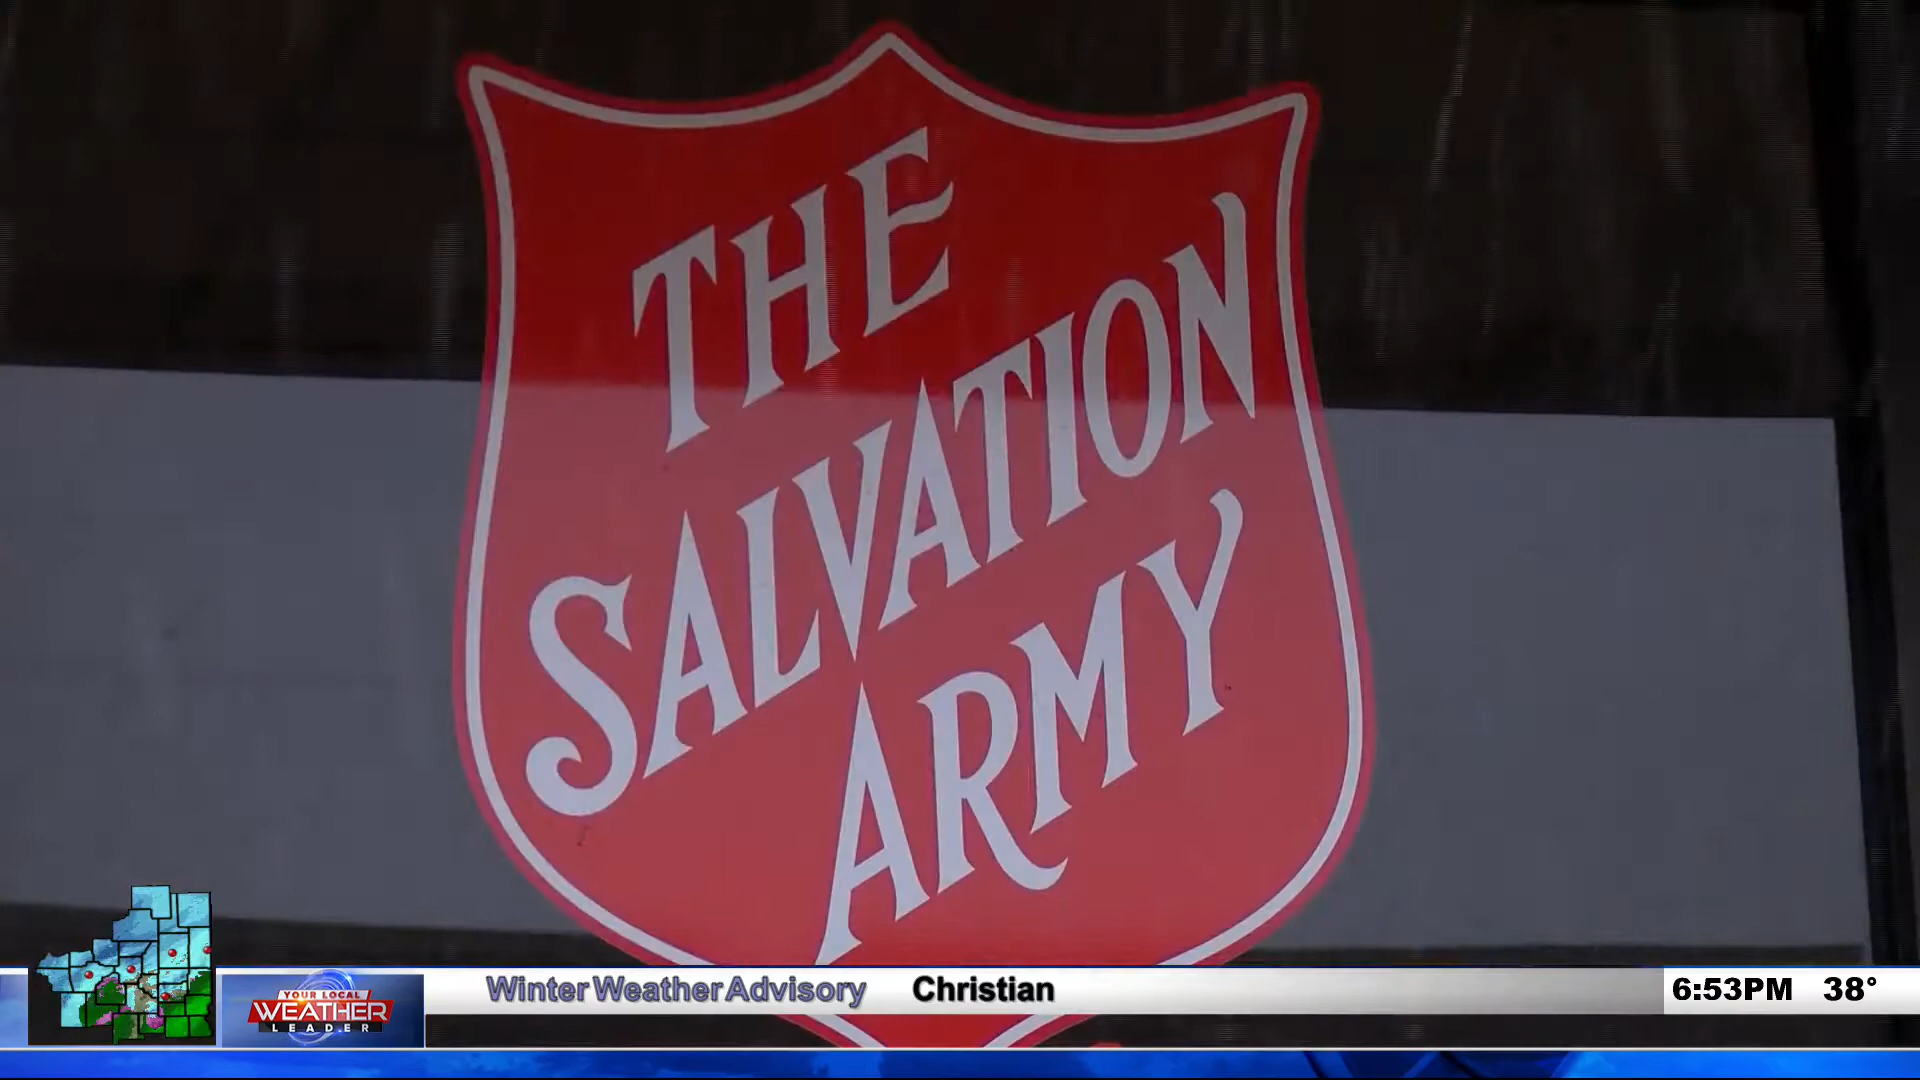 THE
SALVATION
ARMY
YOUR LOCAL
WEATHER
LEADER
Winter Weather Advisory Christian
6:53PM 38°